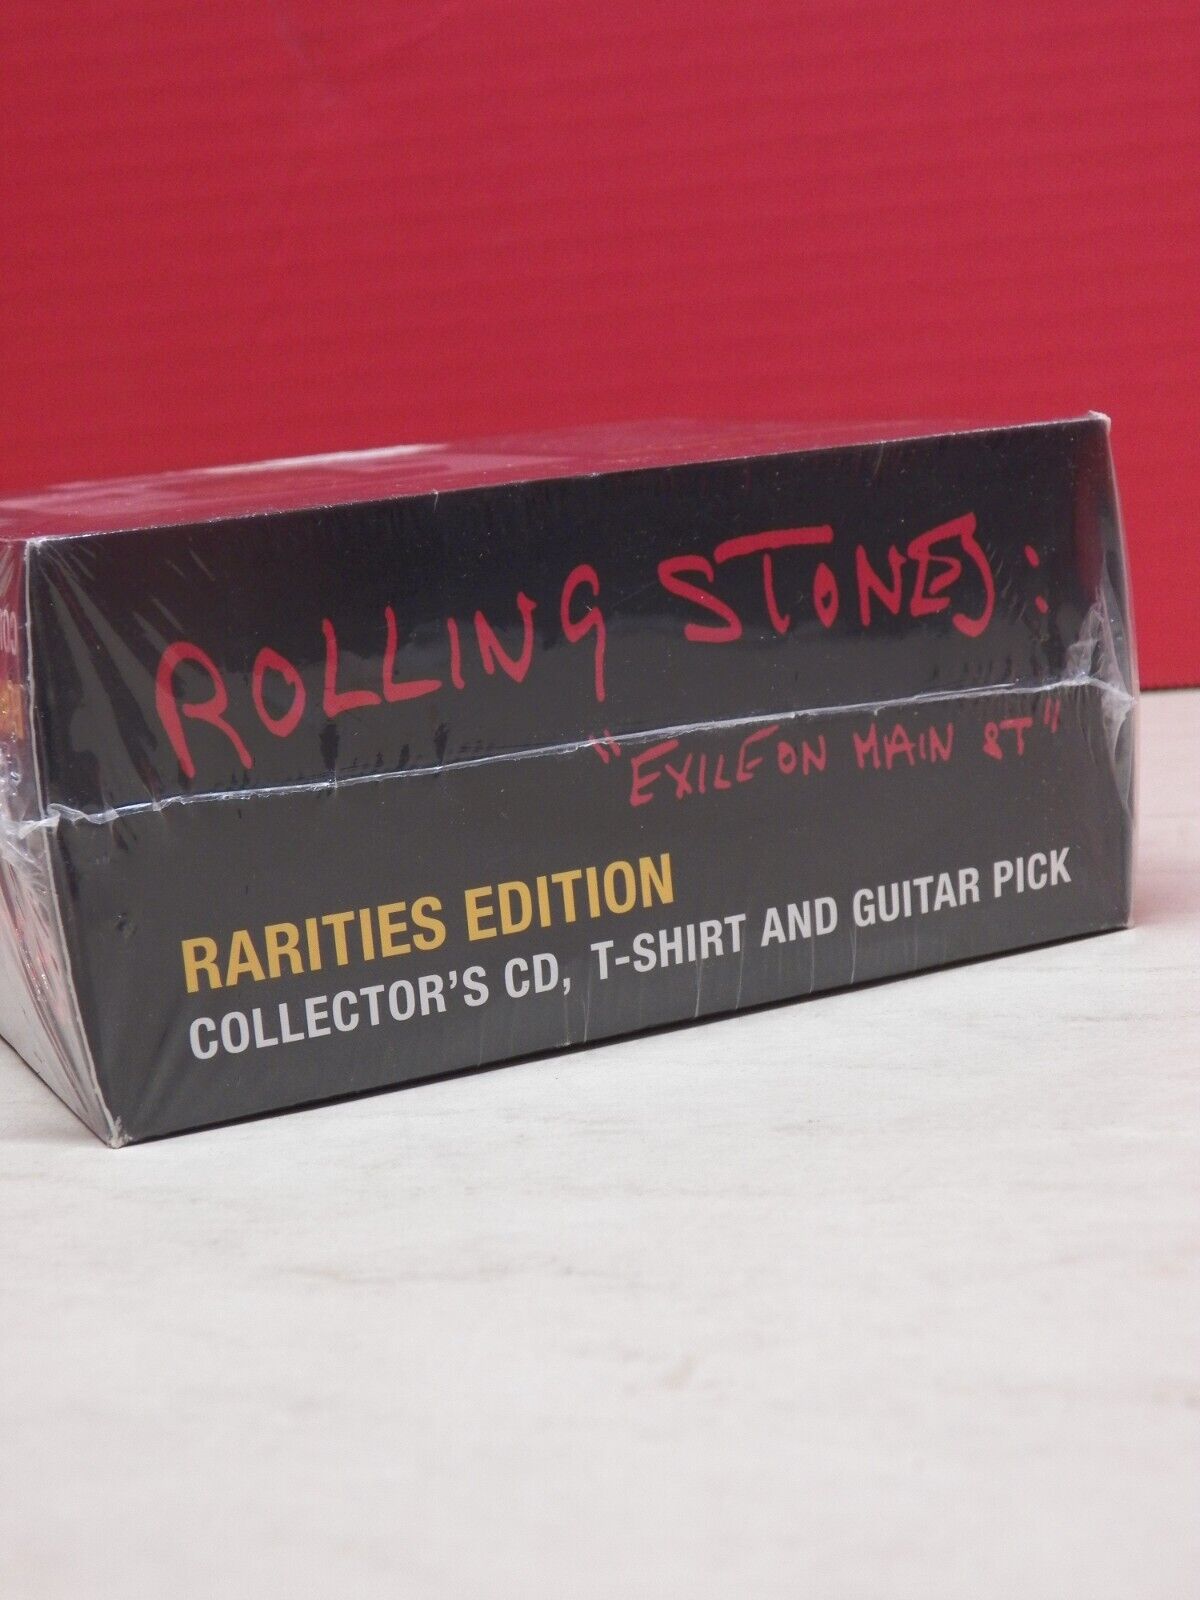 ROLLING STONES:
"EXILE ON MAIN ST"
RARITIES EDITION
COLLECTOR'S CD, T-SHIRT AND GUITAR PICK